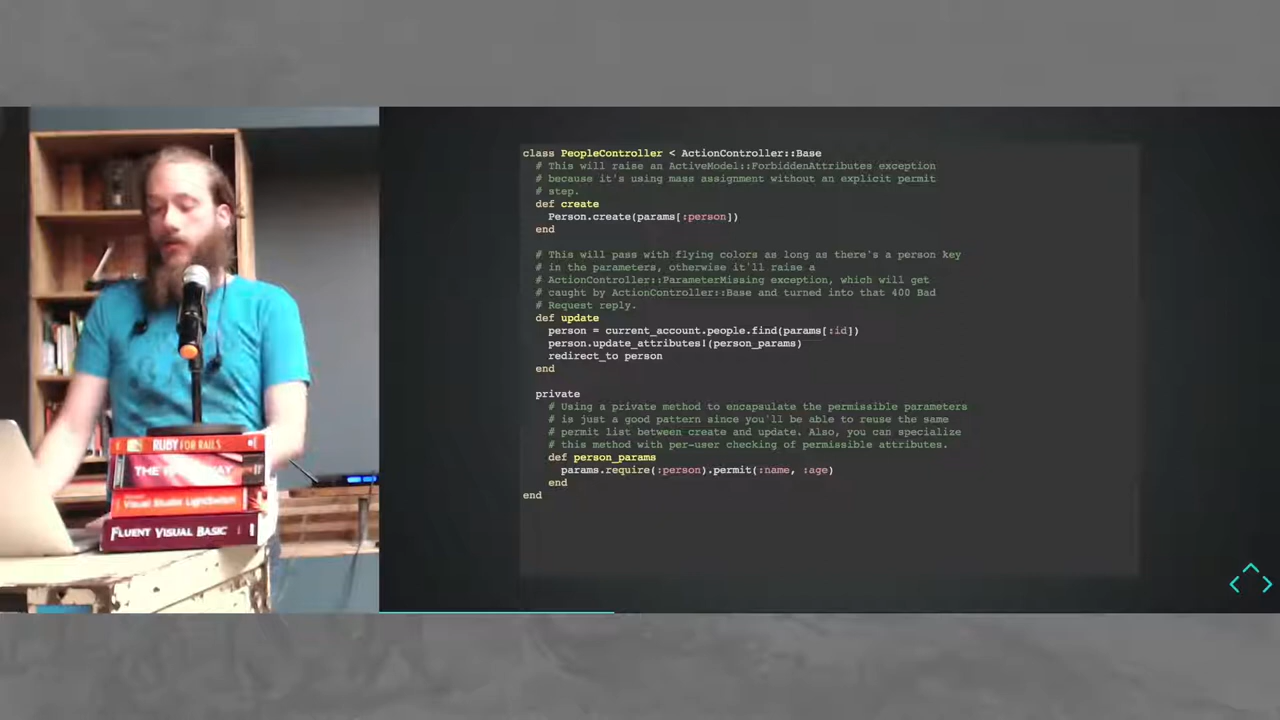 class PeopleController < ActionController::Base
# This will raise an ActiveModel::ForbiddenAttributes exception
# because it's using mass assignment without an explicit permit
# step.
def create
Person.create(params[:person])
end
# This will pass with flying colors as long as there's a person key
# in the parameters, otherwise it'll raise a
# ActionController::ParameterMissing exception, which will get
# caught by ActionController::Base and turned into that 400 Bad
# Request reply.
def update
person = current_account.people.find(params[:id])
person.update_attributes!(person_params)
redirect_to person
end
private
# Using a private method to encapsulate the permissible parameters
# is just a good pattern since you'll be able to reuse the same
# permit list between create and update. Also, you can specialize
# this method with per-user checking of permissible attributes.
def person_params
params.require(:person).permit(:name, :age)
end
end
RUBY FOR RAILS
THE
WAY
Visual Studio LightSwitch
FLUENT VISUAL BASIC